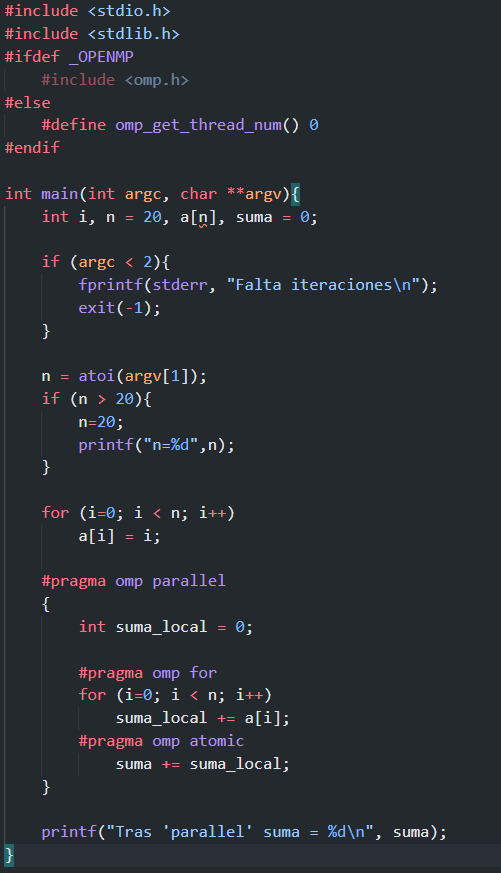 #include <stdio.h>
#include <stdlib.h>
#ifdef _OPENMP
    #include <omp.h>
#else
    #define omp_get_thread_num() 0
#endif

int main(int argc, char **argv){
    int i, n = 20, a[n], suma = 0;

    if (argc < 2){
        fprintf(stderr, "Falta iteraciones\n");
        exit(-1);
    }

    n = atoi(argv[1]);
    if (n > 20){
        n=20;
        printf("n=%d",n);
    }

    for (i=0; i < n; i++)
        a[i] = i;

    #pragma omp parallel
    {
        int suma_local = 0;

        #pragma omp for
        for (i=0; i < n; i++)
            suma_local += a[i];
        #pragma omp atomic
            suma += suma_local;
    }

    printf("Tras 'parallel' suma = %d\n", suma);
}